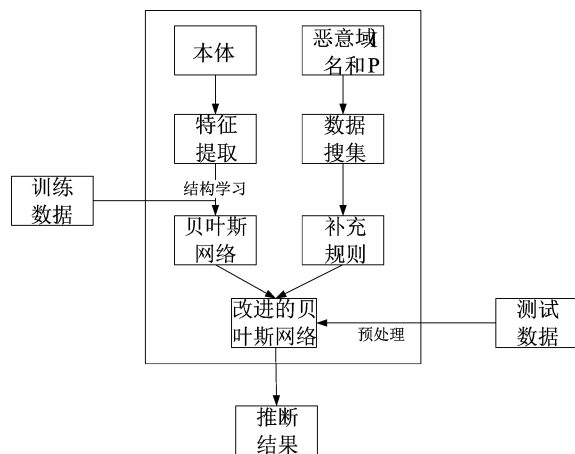 本体
恶意域I
名和P
特征
提取
数据
搜集
训练
数据
结构学习
贝叶斯
网络
补充
规则
改进的贝
叶斯网络
预处理
测试
数据
推断
结果